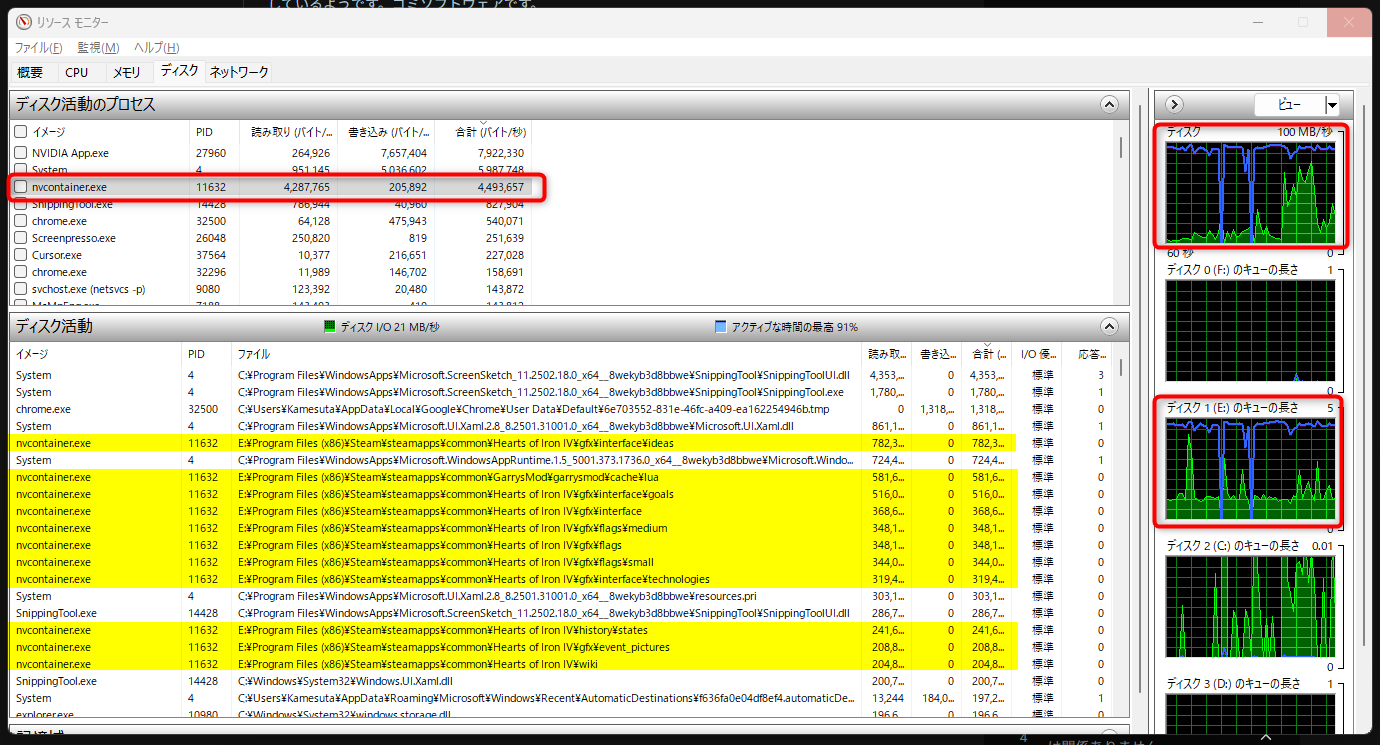 しているようです。ゴミソフトウェアです。
リソース モニター
ファイル(F) 監視(M) ヘルプ(H)
概要 CPU メモリ ディスク ネットワーク
ディスク活動のプロセス
イメージ PID 読み取り (バイト/... 書き込み (バイト/... 合計 (バイト/秒)
NVIDIA App.exe 27960 264,926 7,657,404 7,922,330
System 4 951,145 5,036,602 5,987,748
nvcontainer.exe 11632 4,287,765 205,892 4,493,657
SnippingTool.exe 14428 786,944 40,960 827,904
chrome.exe 32500 64,128 475,943 540,071
Screenpresso.exe 26048 250,820 819 251,639
Cursor.exe 37564 10,377 216,651 227,028
chrome.exe 32296 11,989 146,702 158,691
svchost.exe (netsvcs -p) 9080 123,392 20,480 143,872
ディスク活動 ディスク I/O 21 MB/秒 アクティブな時間の最高 91%
イメージ PID ファイル 読み取... 書き込... 合計 (... I/O 優... 応答...
System 4 C:¥Program Files¥WindowsApps¥Microsoft.ScreenSketch_11.2502.18.0_x64__8wekyb3d8bbwe¥SnippingTool¥SnippingToolUI.dll 4,353,... 0 4,353,... 標準 3
System 4 C:¥Program Files¥WindowsApps¥Microsoft.ScreenSketch_11.2502.18.0_x64__8wekyb3d8bbwe¥SnippingTool¥SnippingTool.exe 1,780,... 0 1,780,... 標準 1
chrome.exe 32500 C:¥Users¥Kamesuta¥AppData¥Local¥Google¥Chrome¥User Data¥Default¥6e703552-831e-46fc-a409-ea162254946b.tmp 0 1,318,... 1,318,... 標準 0
System 4 C:¥Program Files¥WindowsApps¥Microsoft.UI.Xaml.2.8_8.2501.31001.0_x64__8wekyb3d8bbwe¥Microsoft.UI.Xaml.dll 861,1... 0 861,1... 標準 1
nvcontainer.exe 11632 E:¥Program Files (x86)¥Steam¥steamapps¥common¥Hearts of Iron IV¥gfx¥interface¥ideas 782,3... 0 782,3... 標準 0
System 4 C:¥Program Files¥WindowsApps¥Microsoft.WindowsAppRuntime.1.5_5001.373.1736.0_x64__8wekyb3d8bbwe¥Microsoft.Windo... 724,4... 0 724,4... 標準 1
nvcontainer.exe 11632 E:¥Program Files (x86)¥Steam¥steamapps¥common¥GarrysMod¥garrysmod¥cache¥lua 581,6... 0 581,6... 標準 0
nvcontainer.exe 11632 E:¥Program Files (x86)¥Steam¥steamapps¥common¥Hearts of Iron IV¥gfx¥interface¥goals 516,0... 0 516,0... 標準 0
nvcontainer.exe 11632 E:¥Program Files (x86)¥Steam¥steamapps¥common¥Hearts of Iron IV¥gfx¥interface 368,6... 0 368,6... 標準 0
nvcontainer.exe 11632 E:¥Program Files (x86)¥Steam¥steamapps¥common¥Hearts of Iron IV¥gfx¥flags¥medium 348,1... 0 348,1... 標準 0
nvcontainer.exe 11632 E:¥Program Files (x86)¥Steam¥steamapps¥common¥Hearts of Iron IV¥gfx¥flags 348,1... 0 348,1... 標準 0
nvcontainer.exe 11632 E:¥Program Files (x86)¥Steam¥steamapps¥common¥Hearts of Iron IV¥gfx¥flags¥small 344,0... 0 344,0... 標準 0
nvcontainer.exe 11632 E:¥Program Files (x86)¥Steam¥steamapps¥common¥Hearts of Iron IV¥gfx¥interface¥technologies 319,4... 0 319,4... 標準 0
System 4 C:¥Program Files¥WindowsApps¥Microsoft.UI.Xaml.2.8_8.2501.31001.0_x64__8wekyb3d8bbwe¥resources.pri 303,1... 0 303,1... 標準 1
SnippingTool.exe 14428 C:¥Program Files¥WindowsApps¥Microsoft.ScreenSketch_11.2502.18.0_x64__8wekyb3d8bbwe¥SnippingTool¥SnippingToolUI.dll 286,7... 0 286,7... 標準 0
nvcontainer.exe 11632 E:¥Program Files (x86)¥Steam¥steamapps¥common¥Hearts of Iron IV¥history¥states 241,6... 0 241,6... 標準 0
nvcontainer.exe 11632 E:¥Program Files (x86)¥Steam¥steamapps¥common¥Hearts of Iron IV¥gfx¥event_pictures 208,8... 0 208,8... 標準 0
nvcontainer.exe 11632 E:¥Program Files (x86)¥Steam¥steamapps¥common¥Hearts of Iron IV¥wiki 204,8... 0 204,8... 標準 0
SnippingTool.exe 14428 C:¥Windows¥System32¥Windows.UI.Xaml.dll 200,7... 0 200,7... 標準 0
System 4 C:¥Users¥Kamesuta¥AppData¥Roaming¥Microsoft¥Windows¥Recent¥AutomaticDestinations¥f636fa0e04df8ef4.automaticDe... 13,244 184,0... 197,2... 標準 1
explorer.exe 10980 C:¥Windows¥System32¥windows.storage.dll 196,6... 0 196,6... 標準 0
ビュー
ディスク 100 MB/秒
60 秒 0
ディスク 0 (F:) のキューの長さ 1
0
ディスク 1 (E:) のキューの長さ 5
0
ディスク 2 (C:) のキューの長さ 0.01
0
ディスク 3 (D:) のキューの長さ 1
4
は関係ありません